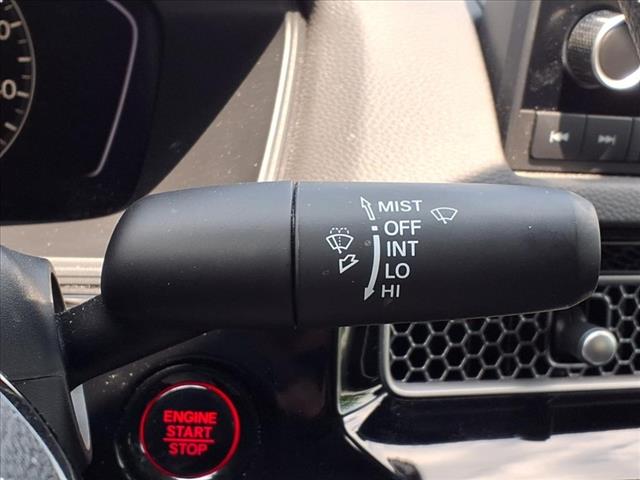 MIST
OFF
INT
LO
HI
ENGINE
START
STOP